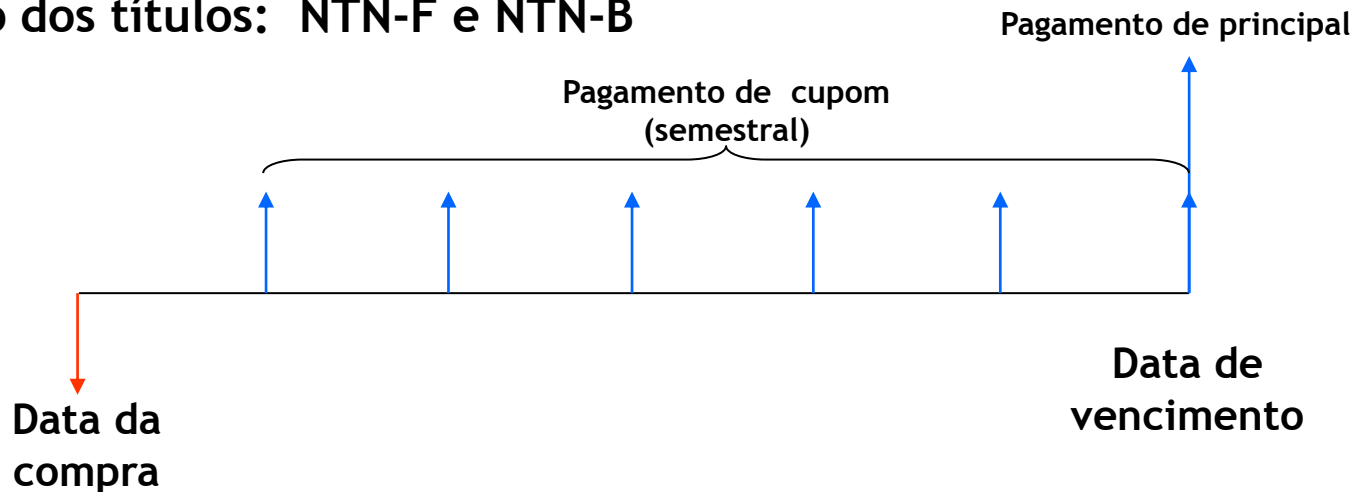 dos títulos: NTN-F e NTN-B
Pagamento de principal
Pagamento de cupom
(semestral)
Data de
vencimento
Data da
compra